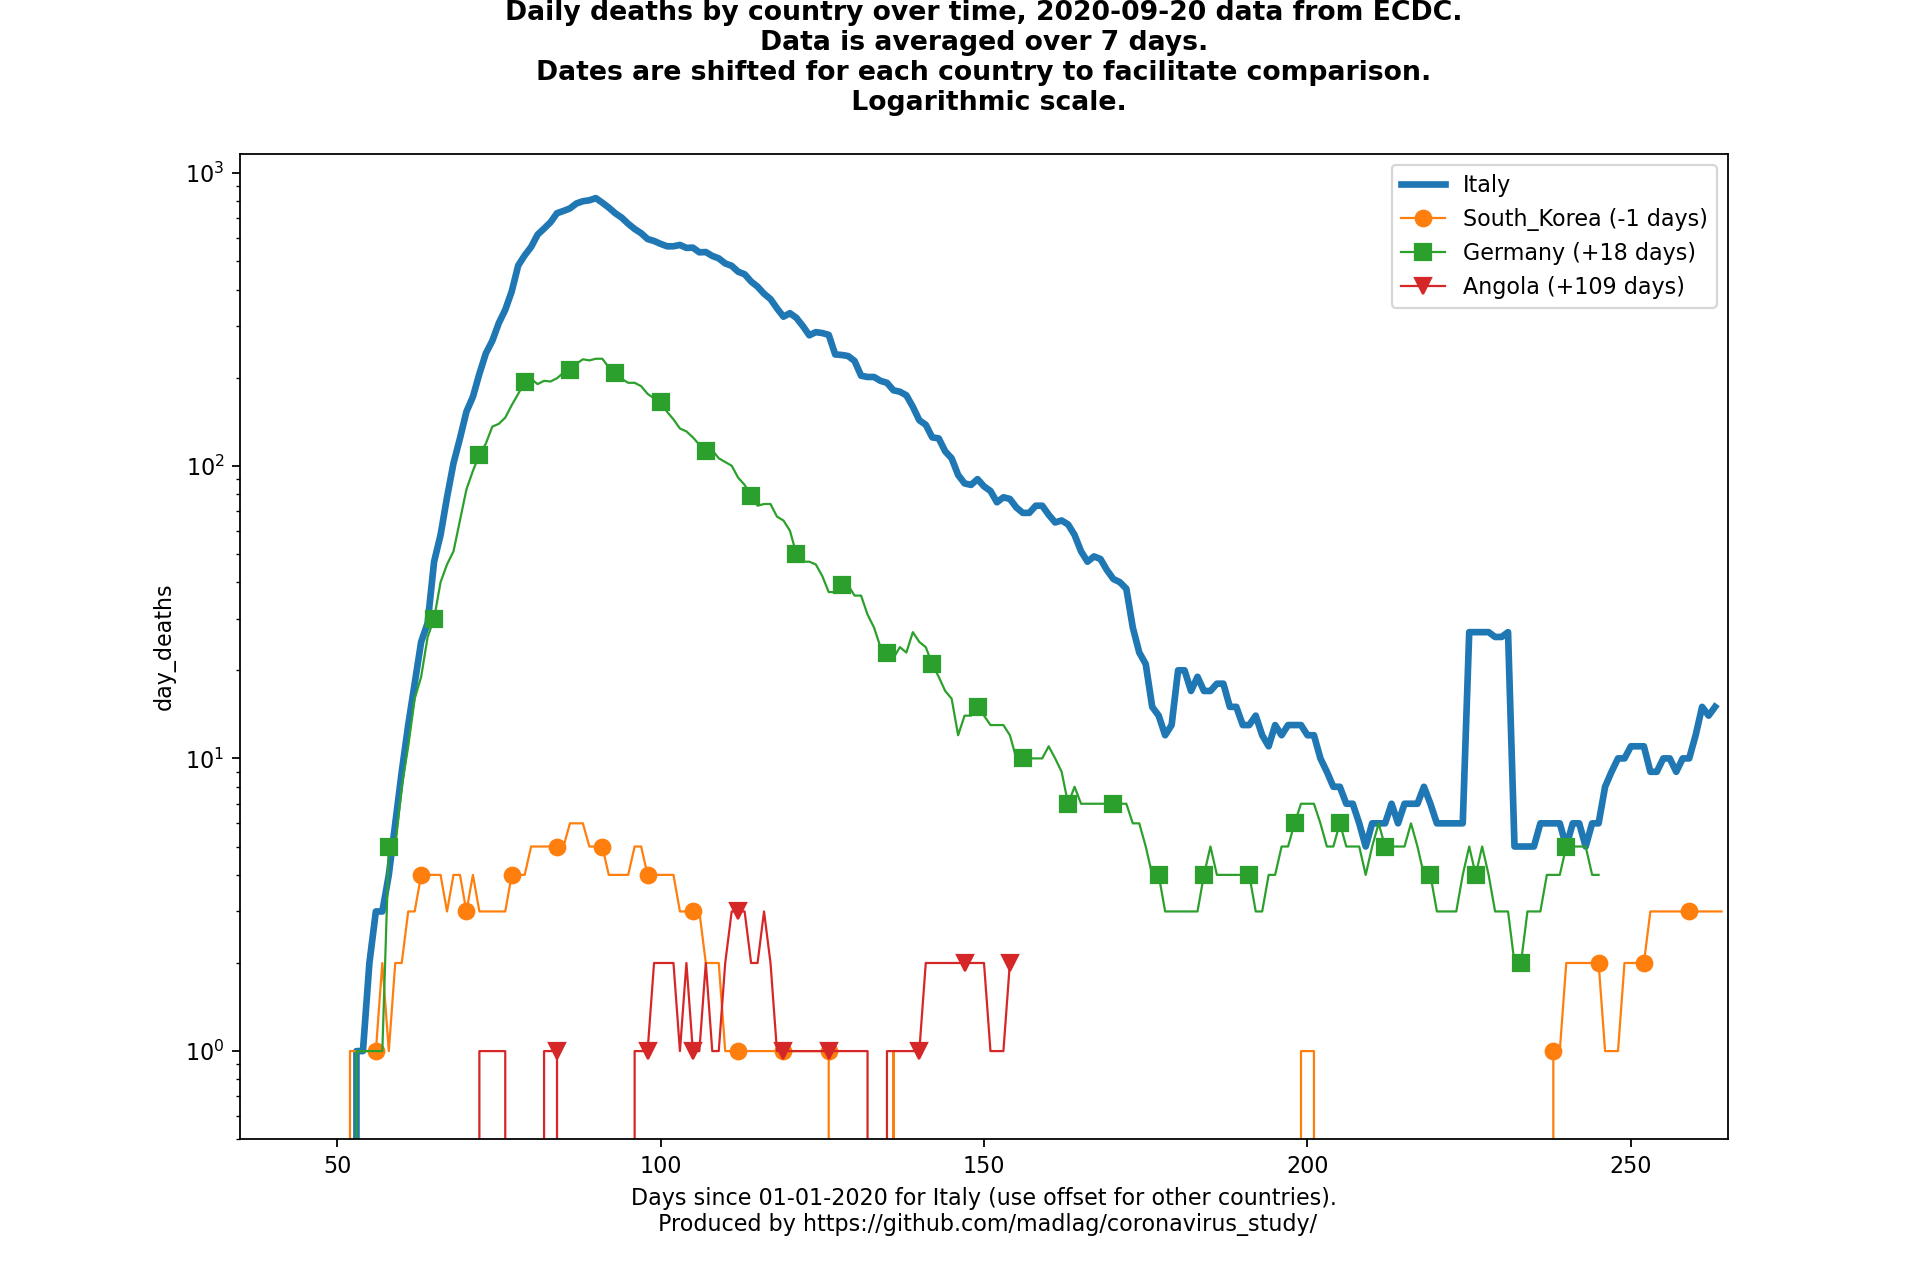 Daily deaths by country over time, 2020-09-20 data from ECDC.
Data is averaged over 7 days.
Dates are shifted for each country to facilitate comparison.
Logarithmic scale.
10³
10²
10¹
10⁰
day_deaths
Italy
South_Korea (-1 days)
Germany (+18 days)
Angola (+109 days)
50 100 150 200 250
Days since 01-01-2020 for Italy (use offset for other countries).
Produced by https://github.com/madlag/coronavirus_study/